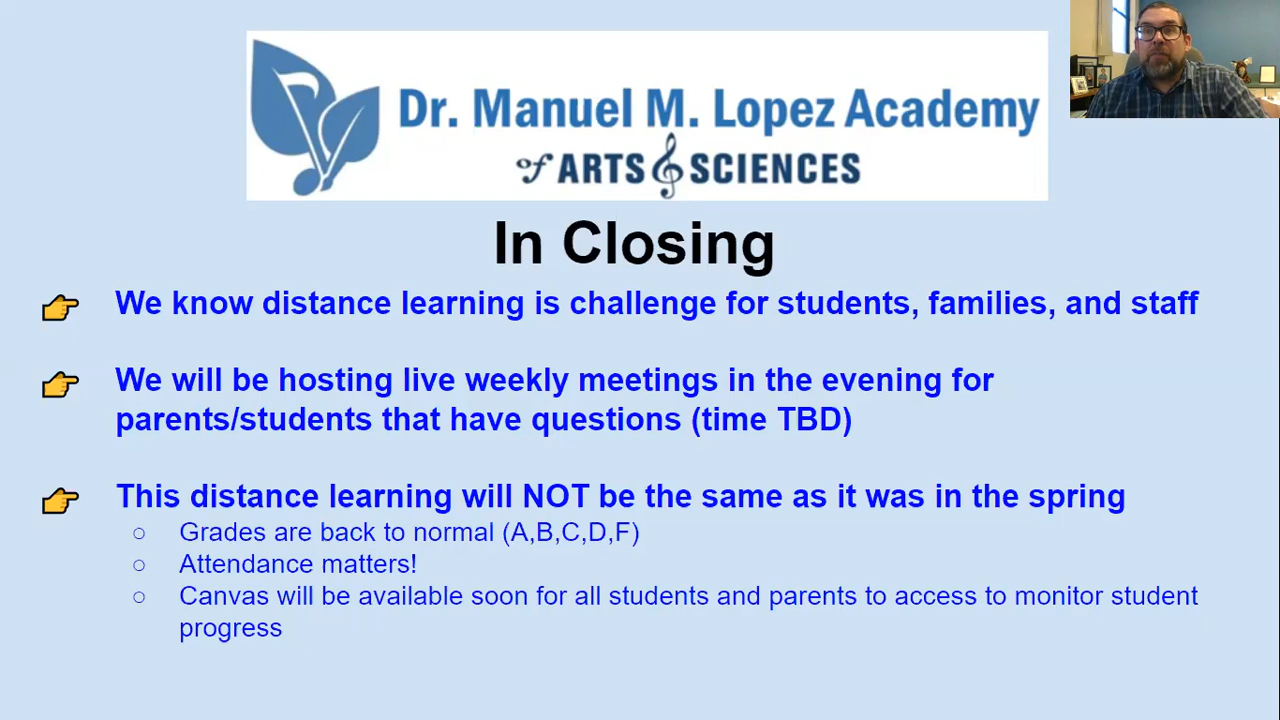 Dr. Manuel M. Lopez Academy
of ARTS & SCIENCES
In Closing
We know distance learning is challenge for students, families, and staff
We will be hosting live weekly meetings in the evening for
parents/students that have questions (time TBD)
This distance learning will NOT be the same as it was in the spring
Grades are back to normal (A,B,C,D,F)
Attendance matters!
Canvas will be available soon for all students and parents to access to monitor student
progress